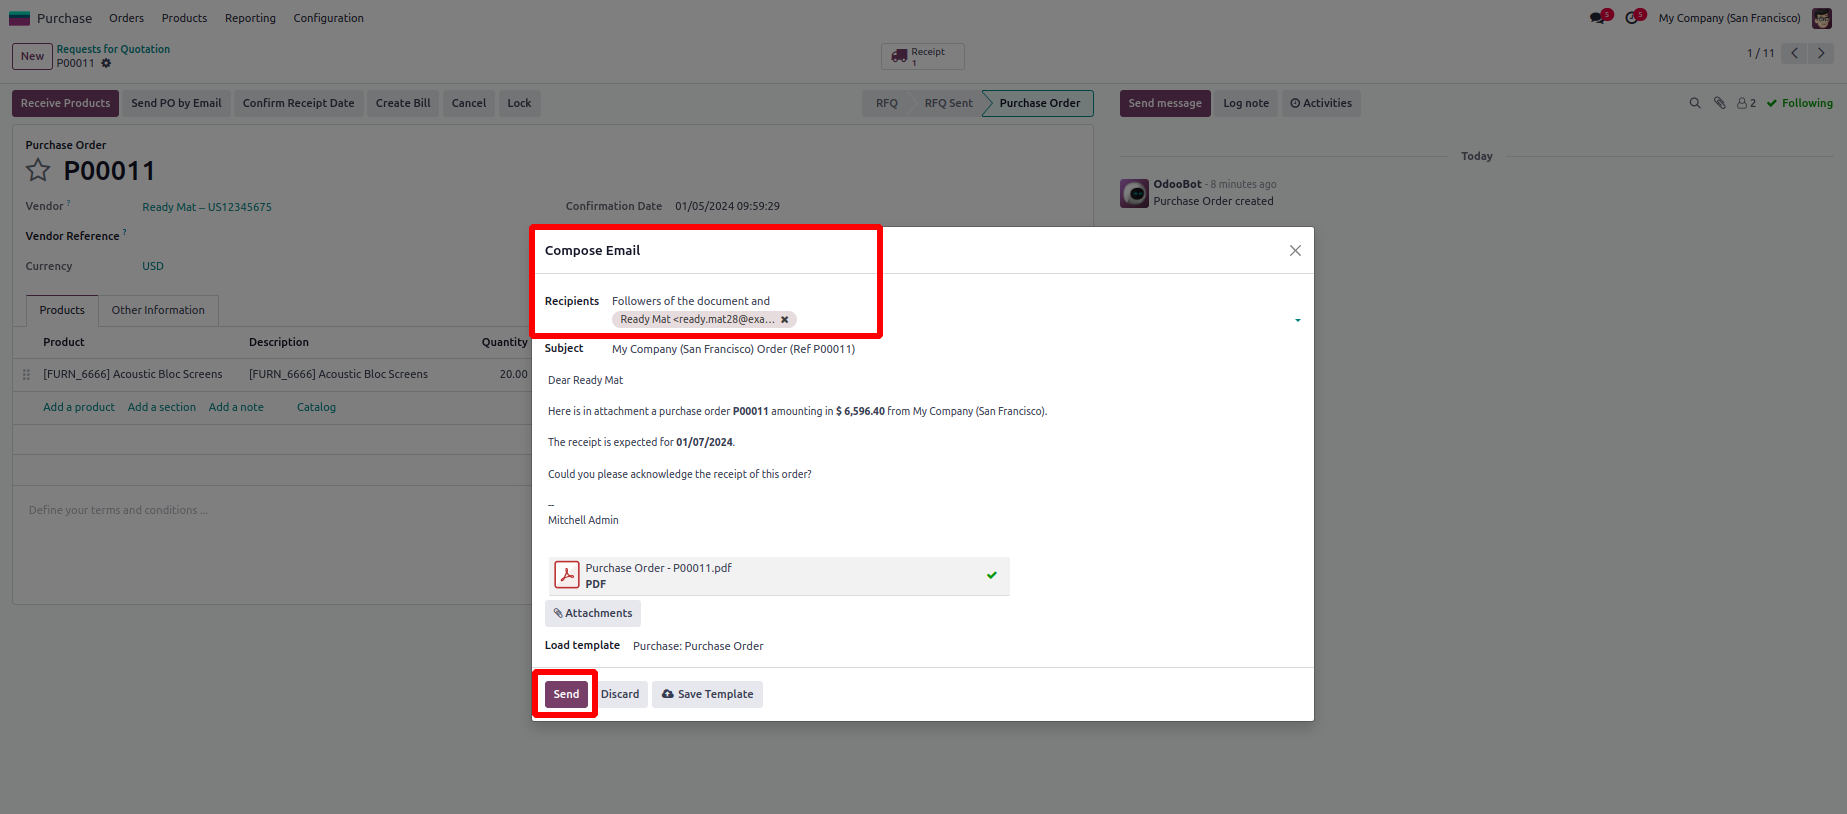 Purchase Orders Products Reporting Configuration
5 5 My Company (San Francisco)
New Requests for Quotation
P00011
Receipt
1
1 / 11
Receive Products Send PO by Email Confirm Receipt Date Create Bill Cancel Lock RFQ RFQ Sent Purchase Order
Send message Log note Activities 2 Following
Purchase Order
P00011
Today
Vendor ? Ready Mat – US12345675
Confirmation Date 01/05/2024 09:59:29
OdooBot - 8 minutes ago
Purchase Order created
Vendor Reference ?
Currency USD
Products Other Information
Product Description Quantity
[FURN_6666] Acoustic Bloc Screens [FURN_6666] Acoustic Bloc Screens 20.00
Add a product Add a section Add a note Catalog
Define your terms and conditions ...
Compose Email
Recipients Followers of the document and
Ready Mat <ready.mat28@exa...
Subject My Company (San Francisco) Order (Ref P00011)
Dear Ready Mat
Here is in attachment a purchase order P00011 amounting in $ 6,596.40 from My Company (San Francisco).
The receipt is expected for 01/07/2024.
Could you please acknowledge the receipt of this order?
--
Mitchell Admin
Purchase Order - P00011.pdf
PDF
Attachments
Load template Purchase: Purchase Order
Send Discard Save Template